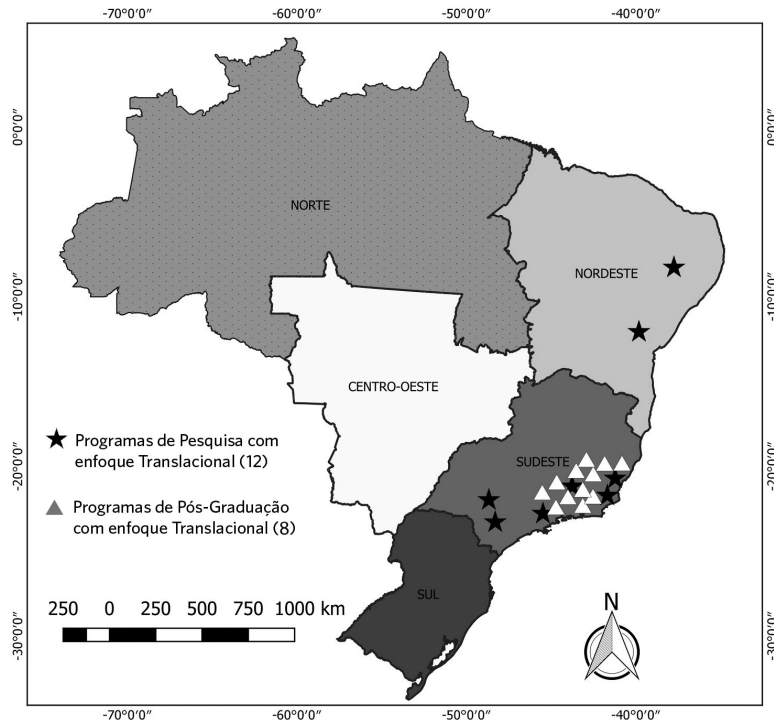 -70°0'0" -60°0'0" -50°0'0" -40°0'0"
0°0'0" 0°0'0"
NORTE
NORDESTE
-10°0'0" -10°0'0"
CENTRO-OESTE
Programas de Pesquisa com
enfoque Translacional (12)
SUDESTE
-20°0'0" -20°0'0"
Programas de Pós-Graduação
com enfoque Translacional (8)
SUL
250 0 250 500 750 1000 km
N
-30°0'0" -30°0'0"
-70°0'0" -60°0'0" -50°0'0" -40°0'0"